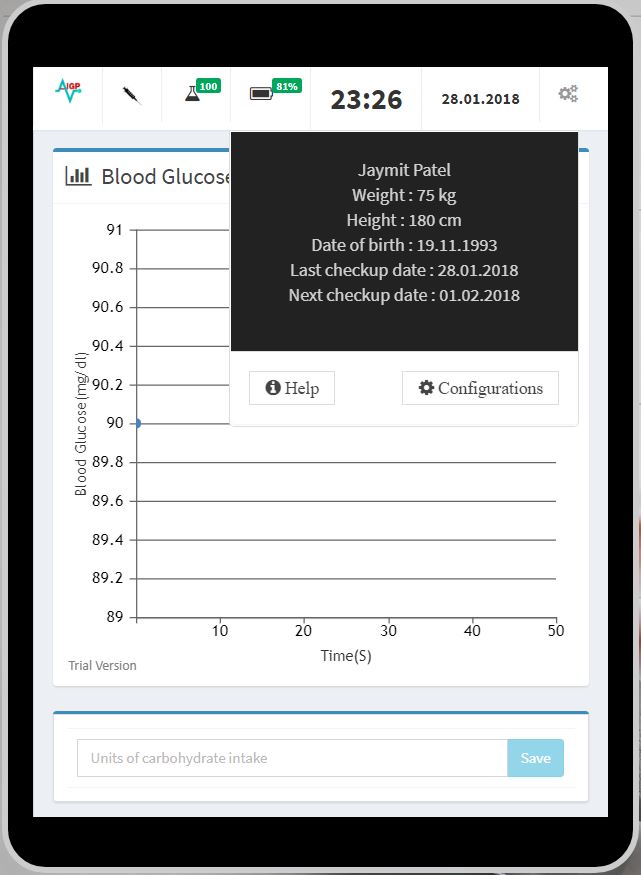 AIGP
100
81%
23:26
28.01.2018
Blood Glucose
Jaymit Patel
Weight : 75 kg
Height : 180 cm
Date of birth : 19.11.1993
Last checkup date : 28.01.2018
Next checkup date : 01.02.2018
Help
Configurations
Blood Glucose(mg/dl)
91
90.8
90.6
90.4
90.2
90
89.8
89.6
89.4
89.2
89
10 20 30 40 50
Time(S)
Trial Version
Units of carbohydrate intake
Save